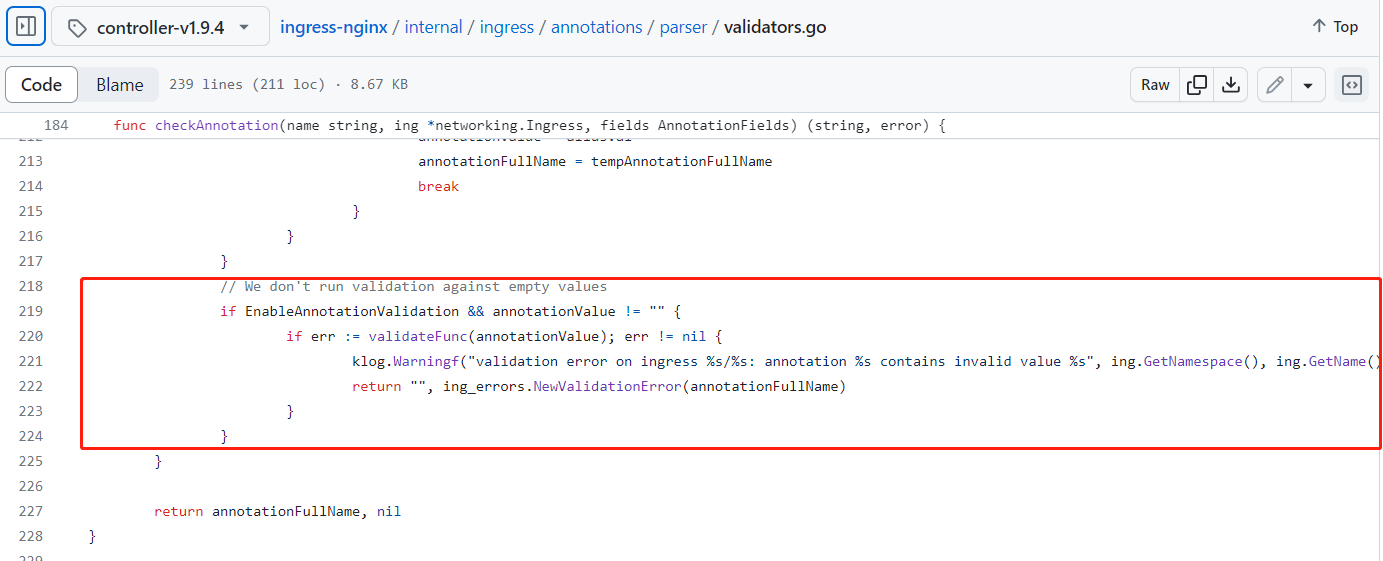 controller-v1.9.4 ingress-nginx / internal / ingress / annotations / parser / validators.go Top
Code Blame 239 lines (211 loc) · 8.67 KB Raw
184 func checkAnnotation(name string, ing *networking.Ingress, fields AnnotationFields) (string, error) {
213 annotationFullName = tempAnnotationFullName
214 break
215 }
216 }
217 }
218 // We don't run validation against empty values
219 if EnableAnnotationValidation && annotationValue != "" {
220 if err := validateFunc(annotationValue); err != nil {
221 klog.Warningf("validation error on ingress %s/%s: annotation %s contains invalid value %s", ing.GetNamespace(), ing.GetName()
222 return "", ing_errors.NewValidationError(annotationFullName)
223 }
224 }
225 }
226
227 return annotationFullName, nil
228 }